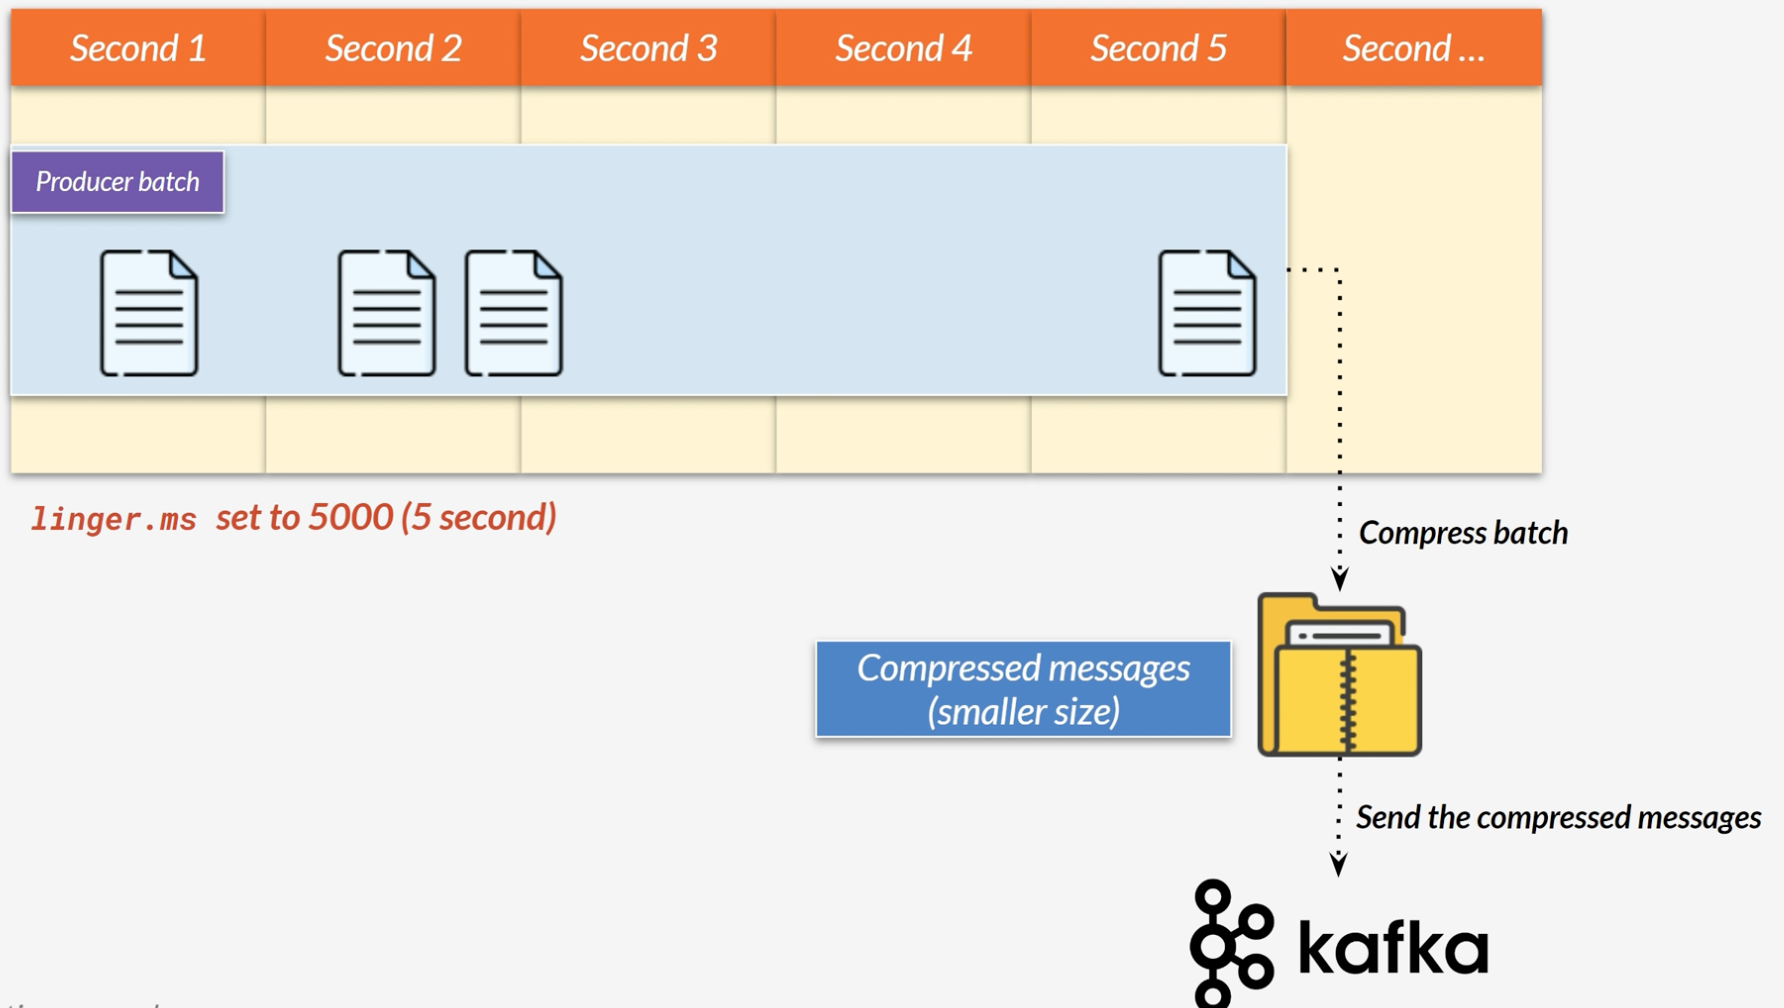 Second 1
Second 2
Second 3
Second 4
Second 5
Second ...
Producer batch
linger.ms set to 5000 (5 second)
Compress batch
Compressed messages
(smaller size)
Send the compressed messages
kafka